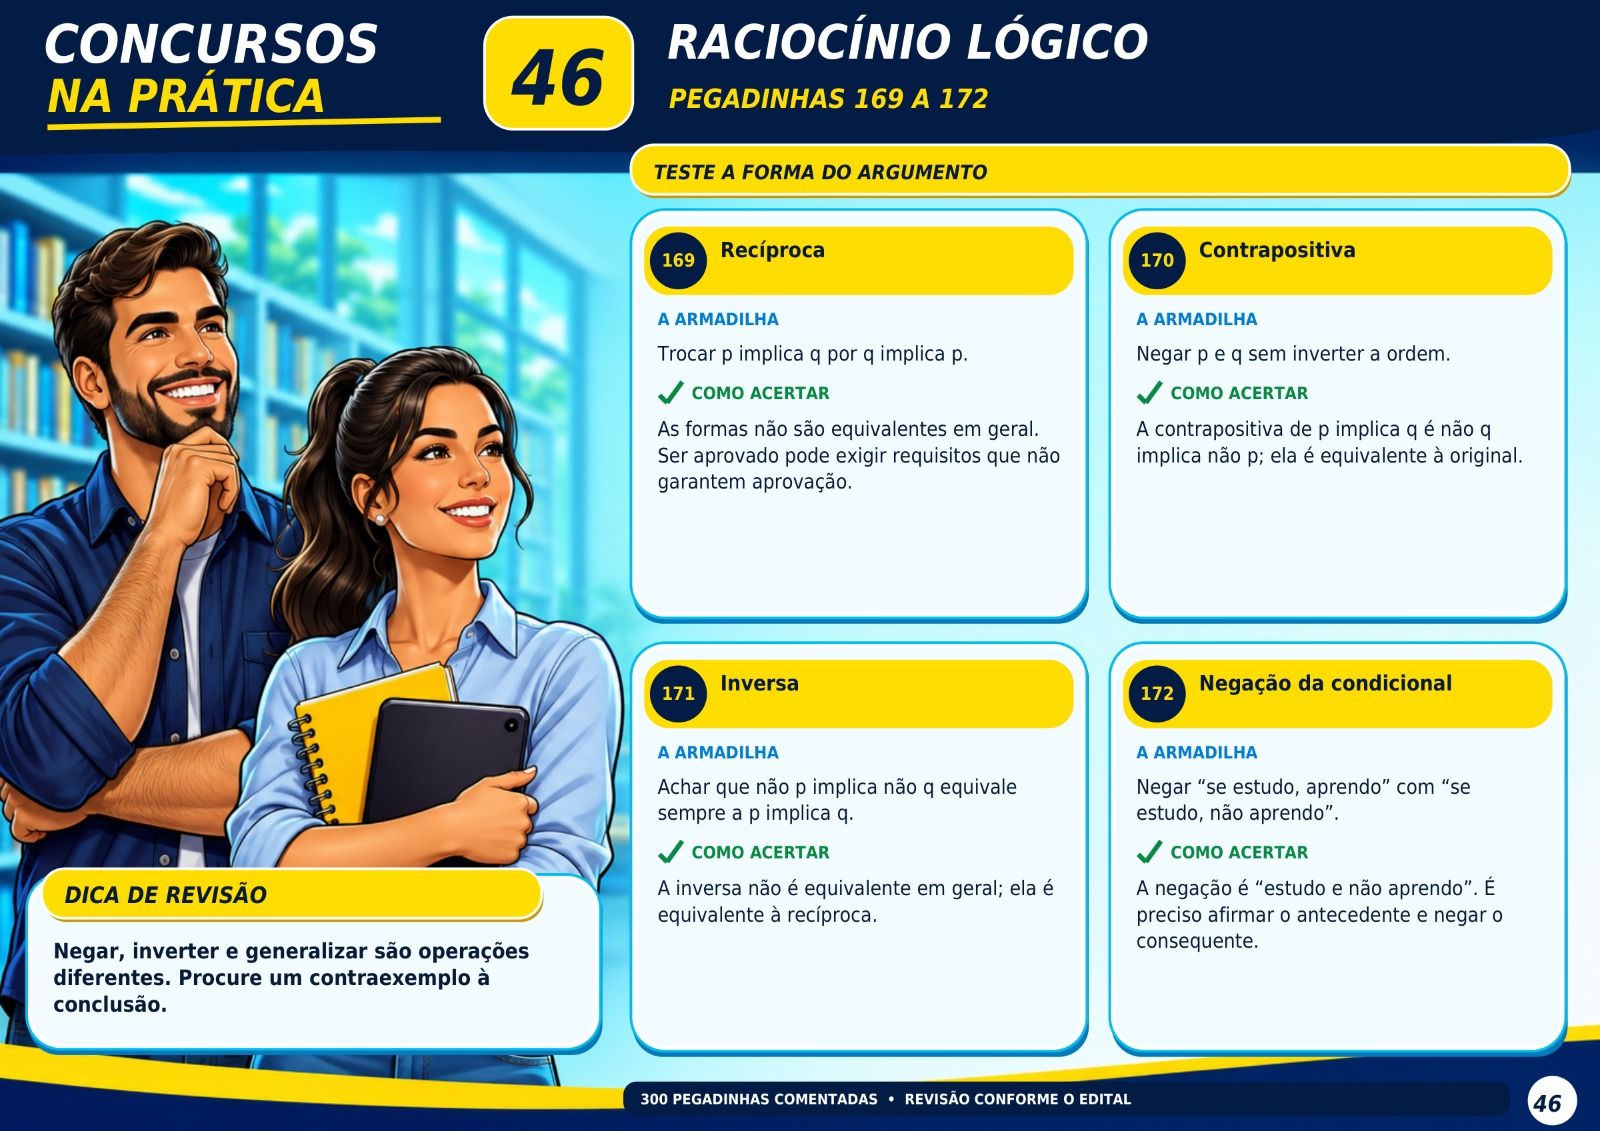 CONCURSOS
NA PRÁTICA
46
RACIOCÍNIO LÓGICO
PEGADINHAS 169 A 172
TESTE A FORMA DO ARGUMENTO
169
Recíproca
A ARMADILHA
Trocar p implica q por q implica p.
COMO ACERTAR
As formas não são equivalentes em geral.
Ser aprovado pode exigir requisitos que não
garantem aprovação.
170
Contrapositiva
A ARMADILHA
Negar p e q sem inverter a ordem.
COMO ACERTAR
A contrapositiva de p implica q é não q
implica não p; ela é equivalente à original.
171
Inversa
A ARMADILHA
Achar que não p implica não q equivale
sempre a p implica q.
COMO ACERTAR
A inversa não é equivalente em geral; ela é
equivalente à recíproca.
172
Negação da condicional
A ARMADILHA
Negar “se estudo, aprendo” com “se
estudo, não aprendo”.
COMO ACERTAR
A negação é “estudo e não aprendo”. É
preciso afirmar o antecedente e negar o
consequente.
DICA DE REVISÃO
Negar, inverter e generalizar são operações
diferentes. Procure um contraexemplo à
conclusão.
300 PEGADINHAS COMENTADAS • REVISÃO CONFORME O EDITAL
46